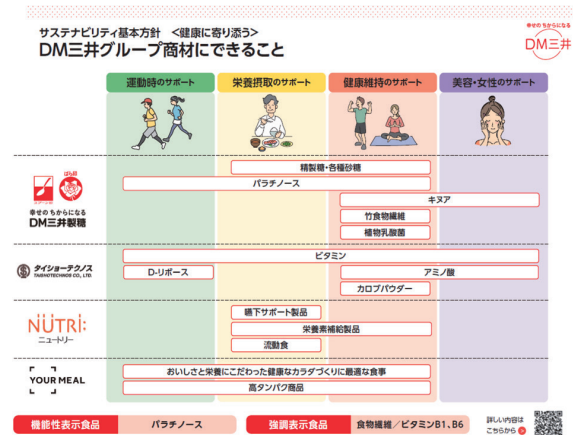 サステナビリティ基本方針 <健康に寄り添う>
DM三井グループ商材にできること
幸せのちからになる
DM三井
運動時のサポート
栄養摂取のサポート
健康維持のサポート
美容・女性のサポート
ばら印
幸せのちからになる
DM三井製糖
精製糖・各種砂糖
パラチノース
キヌア
竹食物繊維
植物乳酸菌
タイショーテクノス
TAISHOTECHNOS CO., LTD.
ビタミン
D-リボース
アミノ酸
カロブパウダー
NUTRI:
ニュートリー
嚥下サポート製品
栄養素補給製品
流動食
YOUR MEAL
おいしさと栄養にこだわった健康なカラダづくりに最適な食事
高タンパク商品
機能性表示食品
パラチノース
強調表示食品
食物繊維/ビタミンB1、B6
詳しい内容は
こちらから